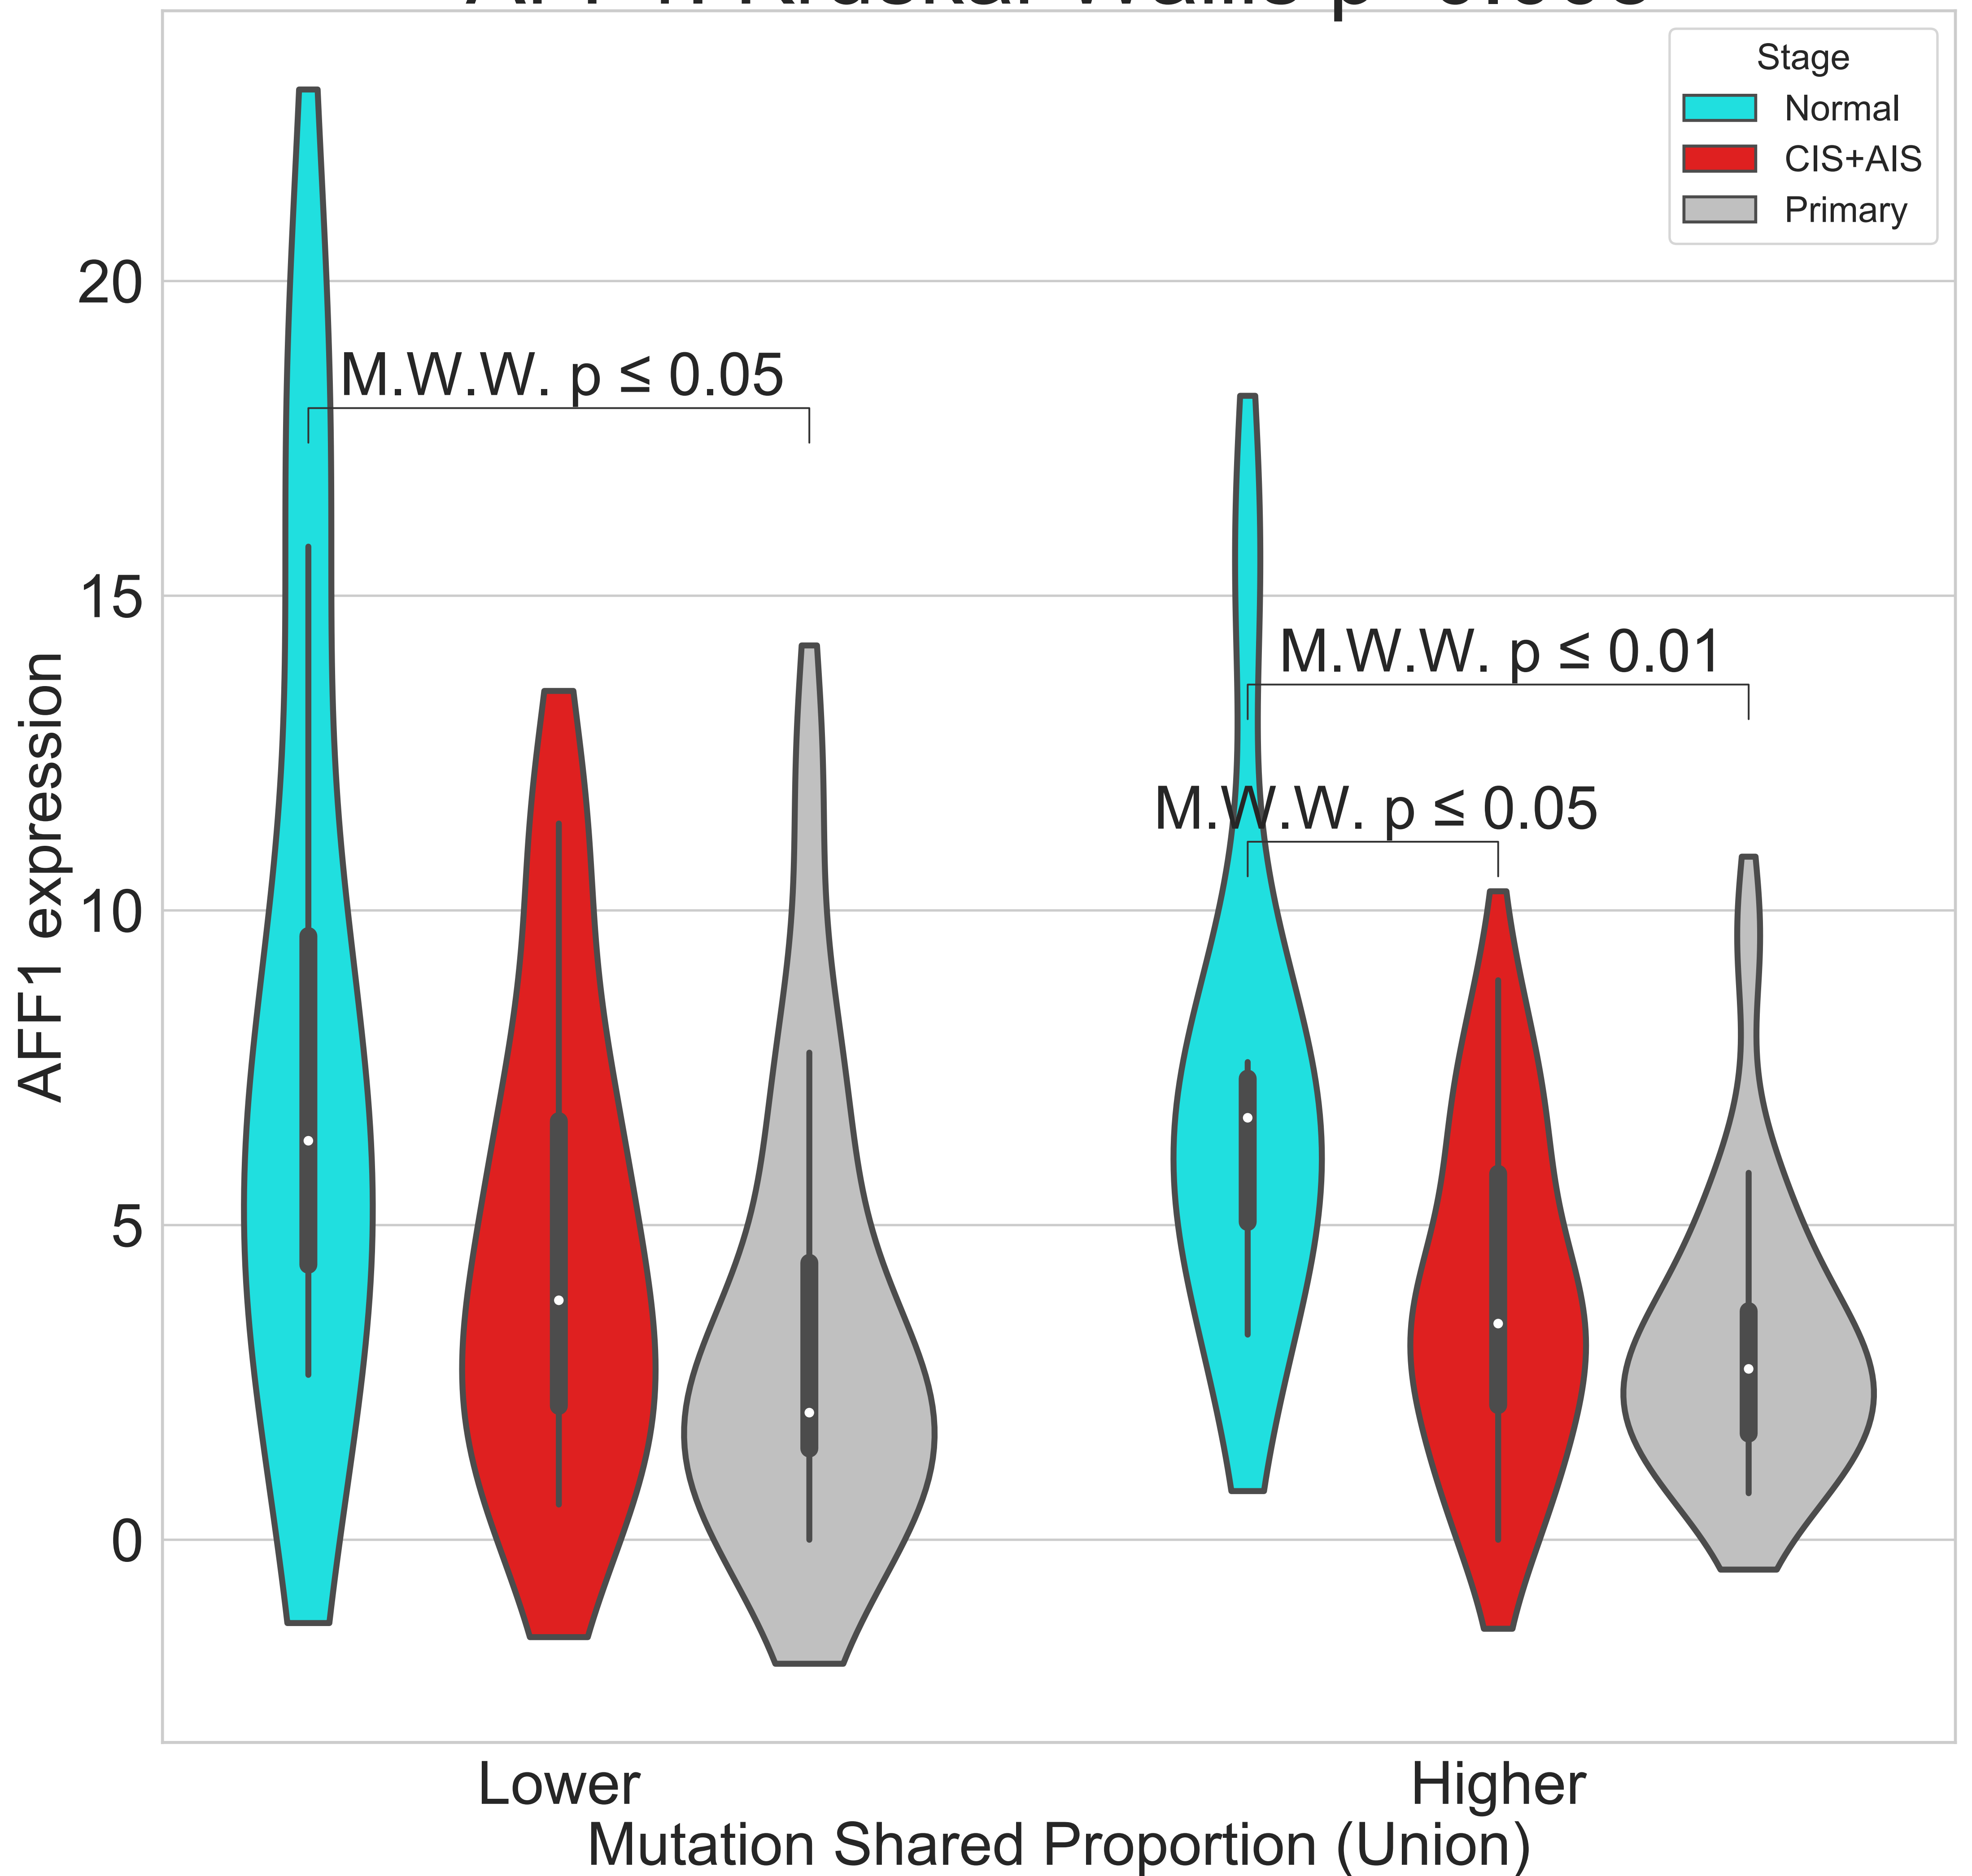 Stage
Normal
CIS+AIS
Primary
20
15
10
5
0
AFF1 expression
M.W.W. p ≤ 0.05
M.W.W. p ≤ 0.01
M.W.W. p ≤ 0.05
Lower
Higher
Mutation Shared Proportion (Union)